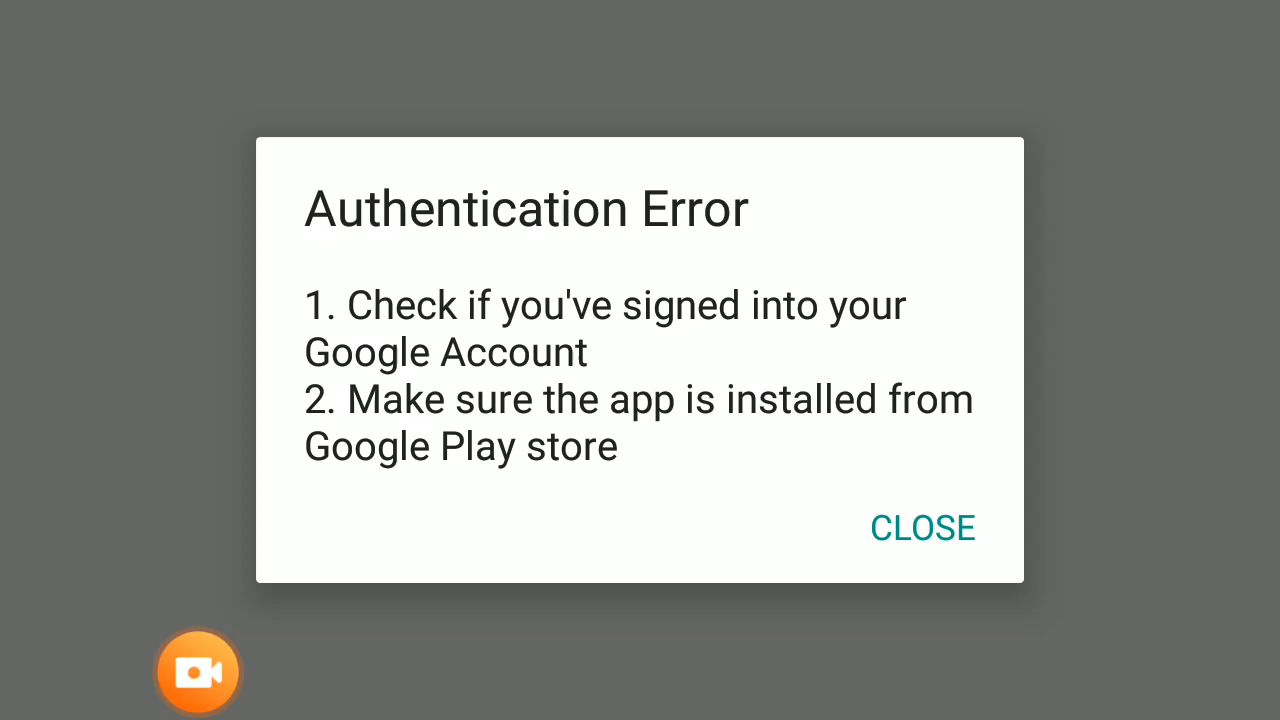 Authentication Error
1. Check if you've signed into your
Google Account
2. Make sure the app is installed from
Google Play store
CLOSE